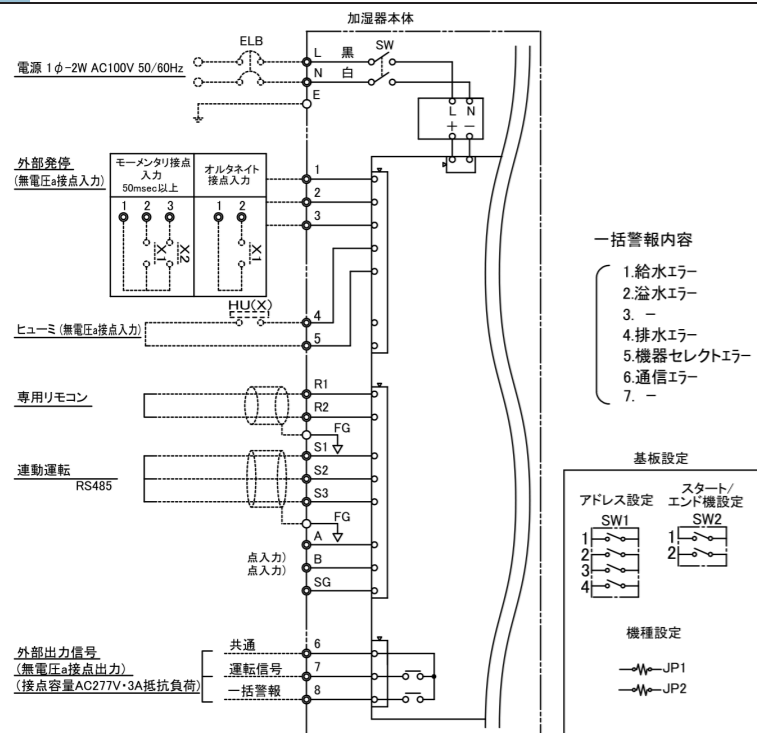 加湿器本体
ELB
電源 1φ-2W AC100V 50/60Hz
L 黒 SW
N 白
E
L N
+ −
外部発停
(無電圧a接点入力)
モーメンタリ接点
入力
50msec以上
オルタネイト
接点入力
1 2 3
1 2
X1 X2
X1
1
2
3
HU(X)
ヒューミ(無電圧a接点入力)
4
5
専用リモコン
R1
R2
FG
連動運転
RS485
S1
S2
S3
FG
A
点入力)
B
点入力)
SG
外部出力信号
(無電圧a接点出力)
(接点容量AC277V・3A抵抗負荷)
共通 6
運転信号 7
一括警報 8
一括警報内容
1.給水エラー
2.溢水エラー
3. −
4.排水エラー
5.機器セレクトエラー
6.通信エラー
7. −
基板設定
アドレス設定
SW1
1
2
3
4
スタート/
エンド機設定
SW2
1
2
機種設定
JP1
JP2